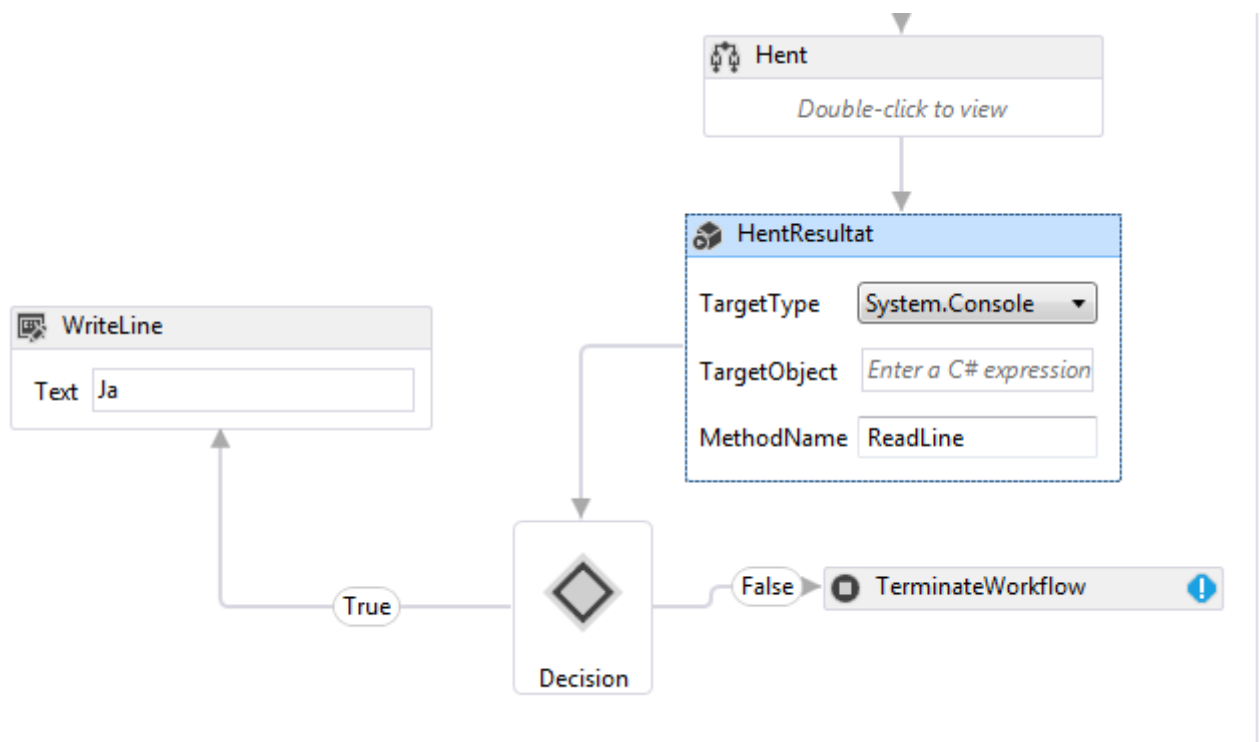 Hent
Double-click to view
HentResultat
TargetType System.Console
TargetObject Enter a C# expression
MethodName ReadLine
WriteLine
Text Ja
True
Decision
False
TerminateWorkflow